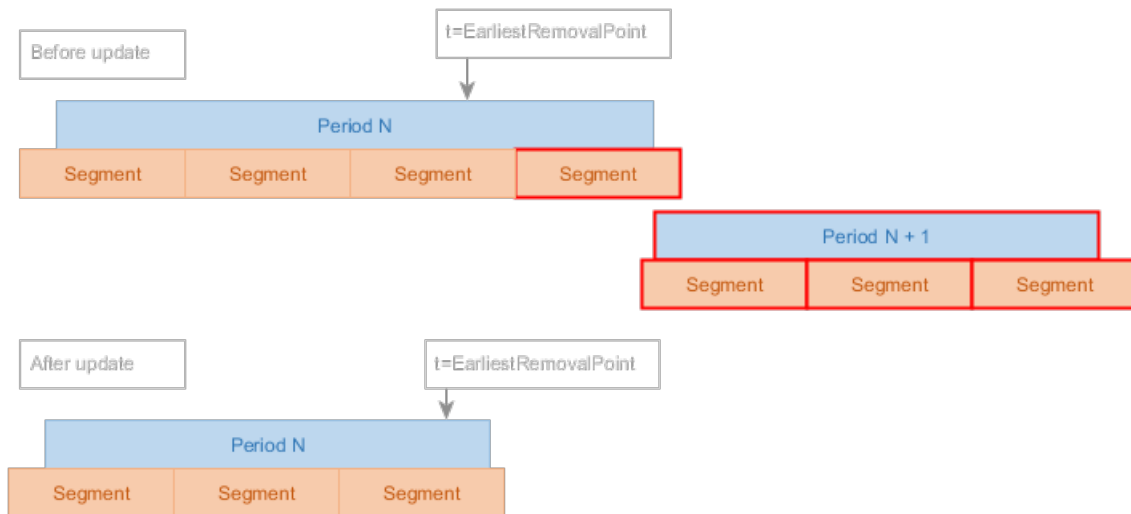 t=EarliestRemovalPoint
Before update
Period N
Segment Segment Segment Segment
Period N + 1
Segment Segment Segment
After update
t=EarliestRemovalPoint
Period N
Segment Segment Segment